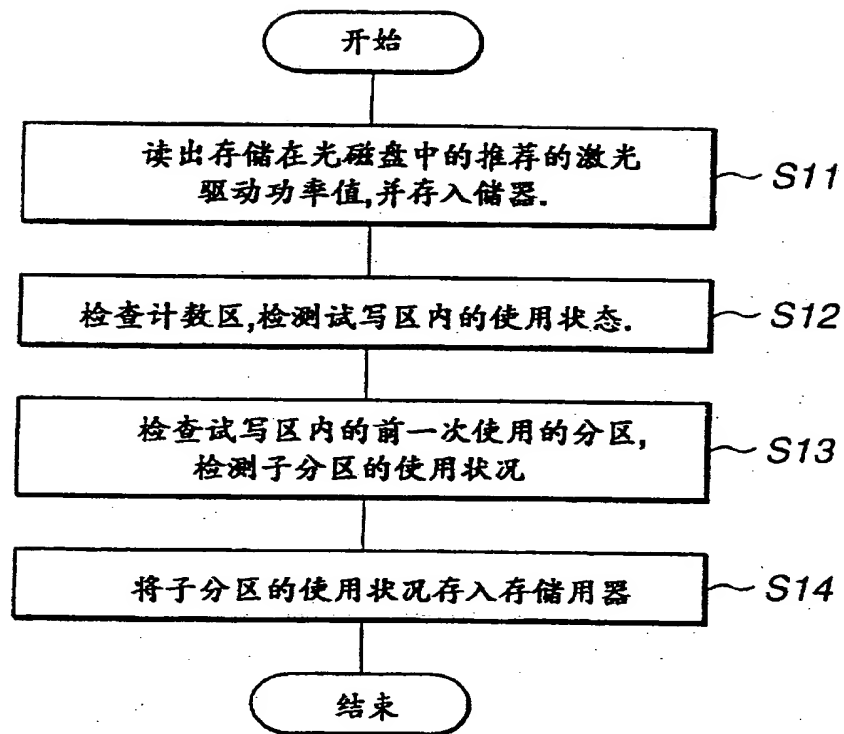 开始
读出存储在光磁盘中的推荐的激光
驱动功率值,并存入储器.
S11
检查计数区,检测试写区内的使用状态.
S12
检查试写区内的前一次使用的分区,
检测子分区的使用状况
S13
将子分区的使用状况存入存储用器
S14
结束